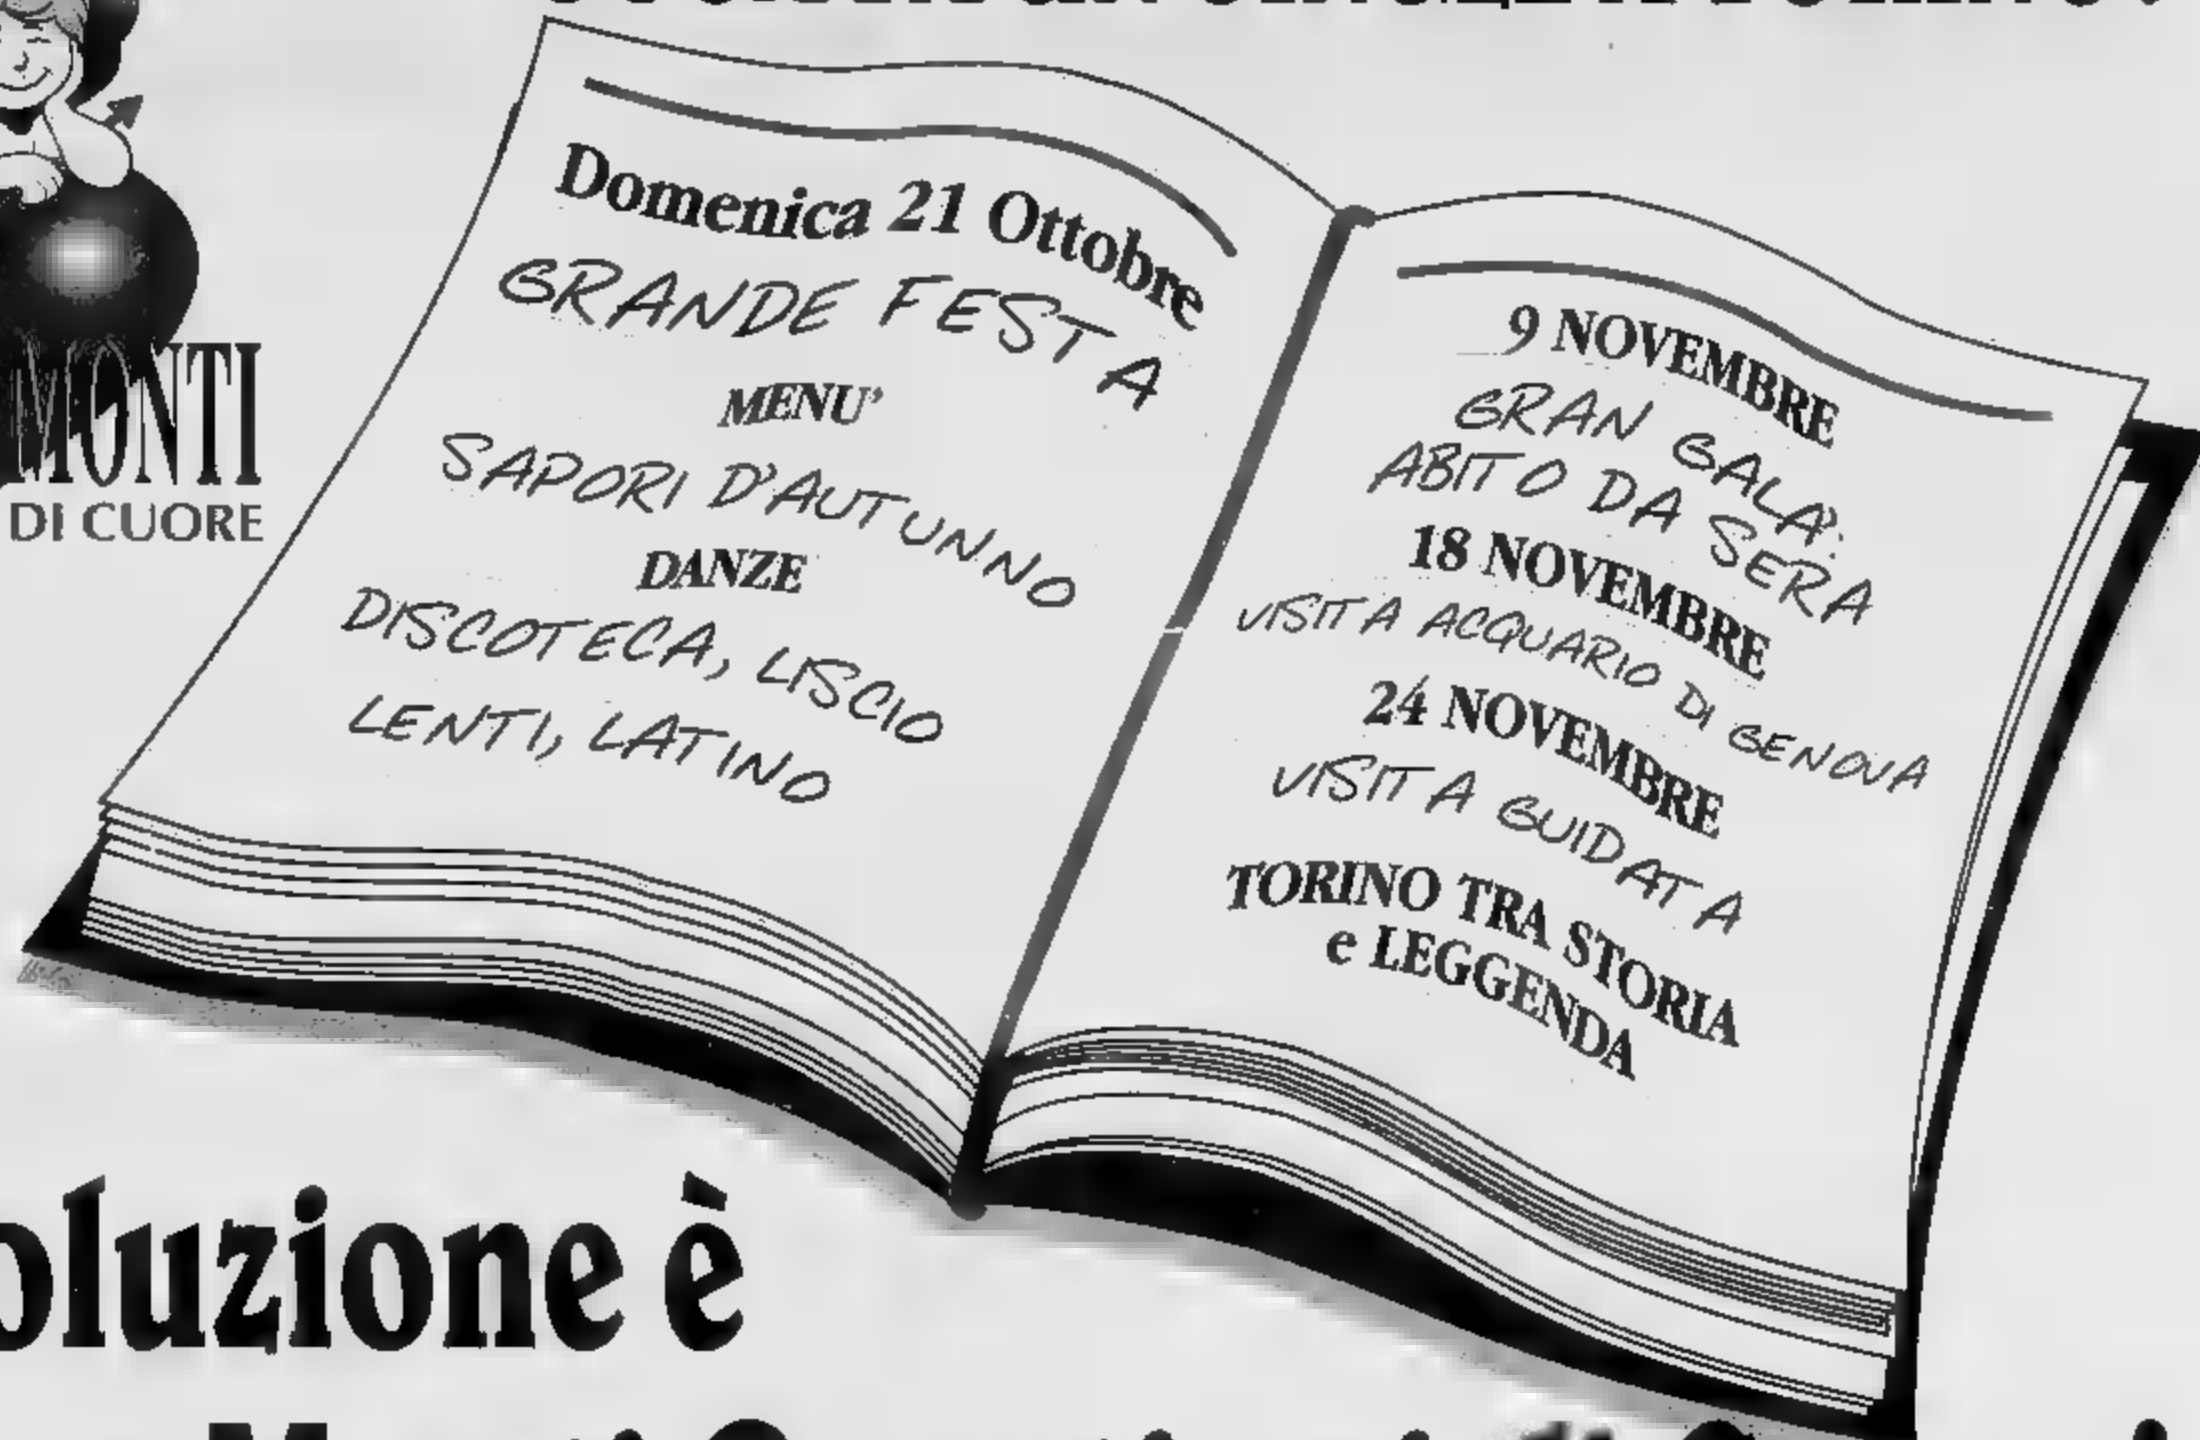 Domenica 21 Ottobre
GRANDE FESTA
MENU'
SAPORI D'AUTUNNO
DANZE
DISCOTECA, LISCIO
LENTI, LATINO
9 NOVEMBRE
GRAN GALA':
ABITO DA SERA
18 NOVEMBRE
VISITA ACQUARIO DI GENOVA
24 NOVEMBRE
VISITA GUIDATA
TORINO TRA STORIA
e LEGGENDA
MONTI
DI CUORE
oluzione è